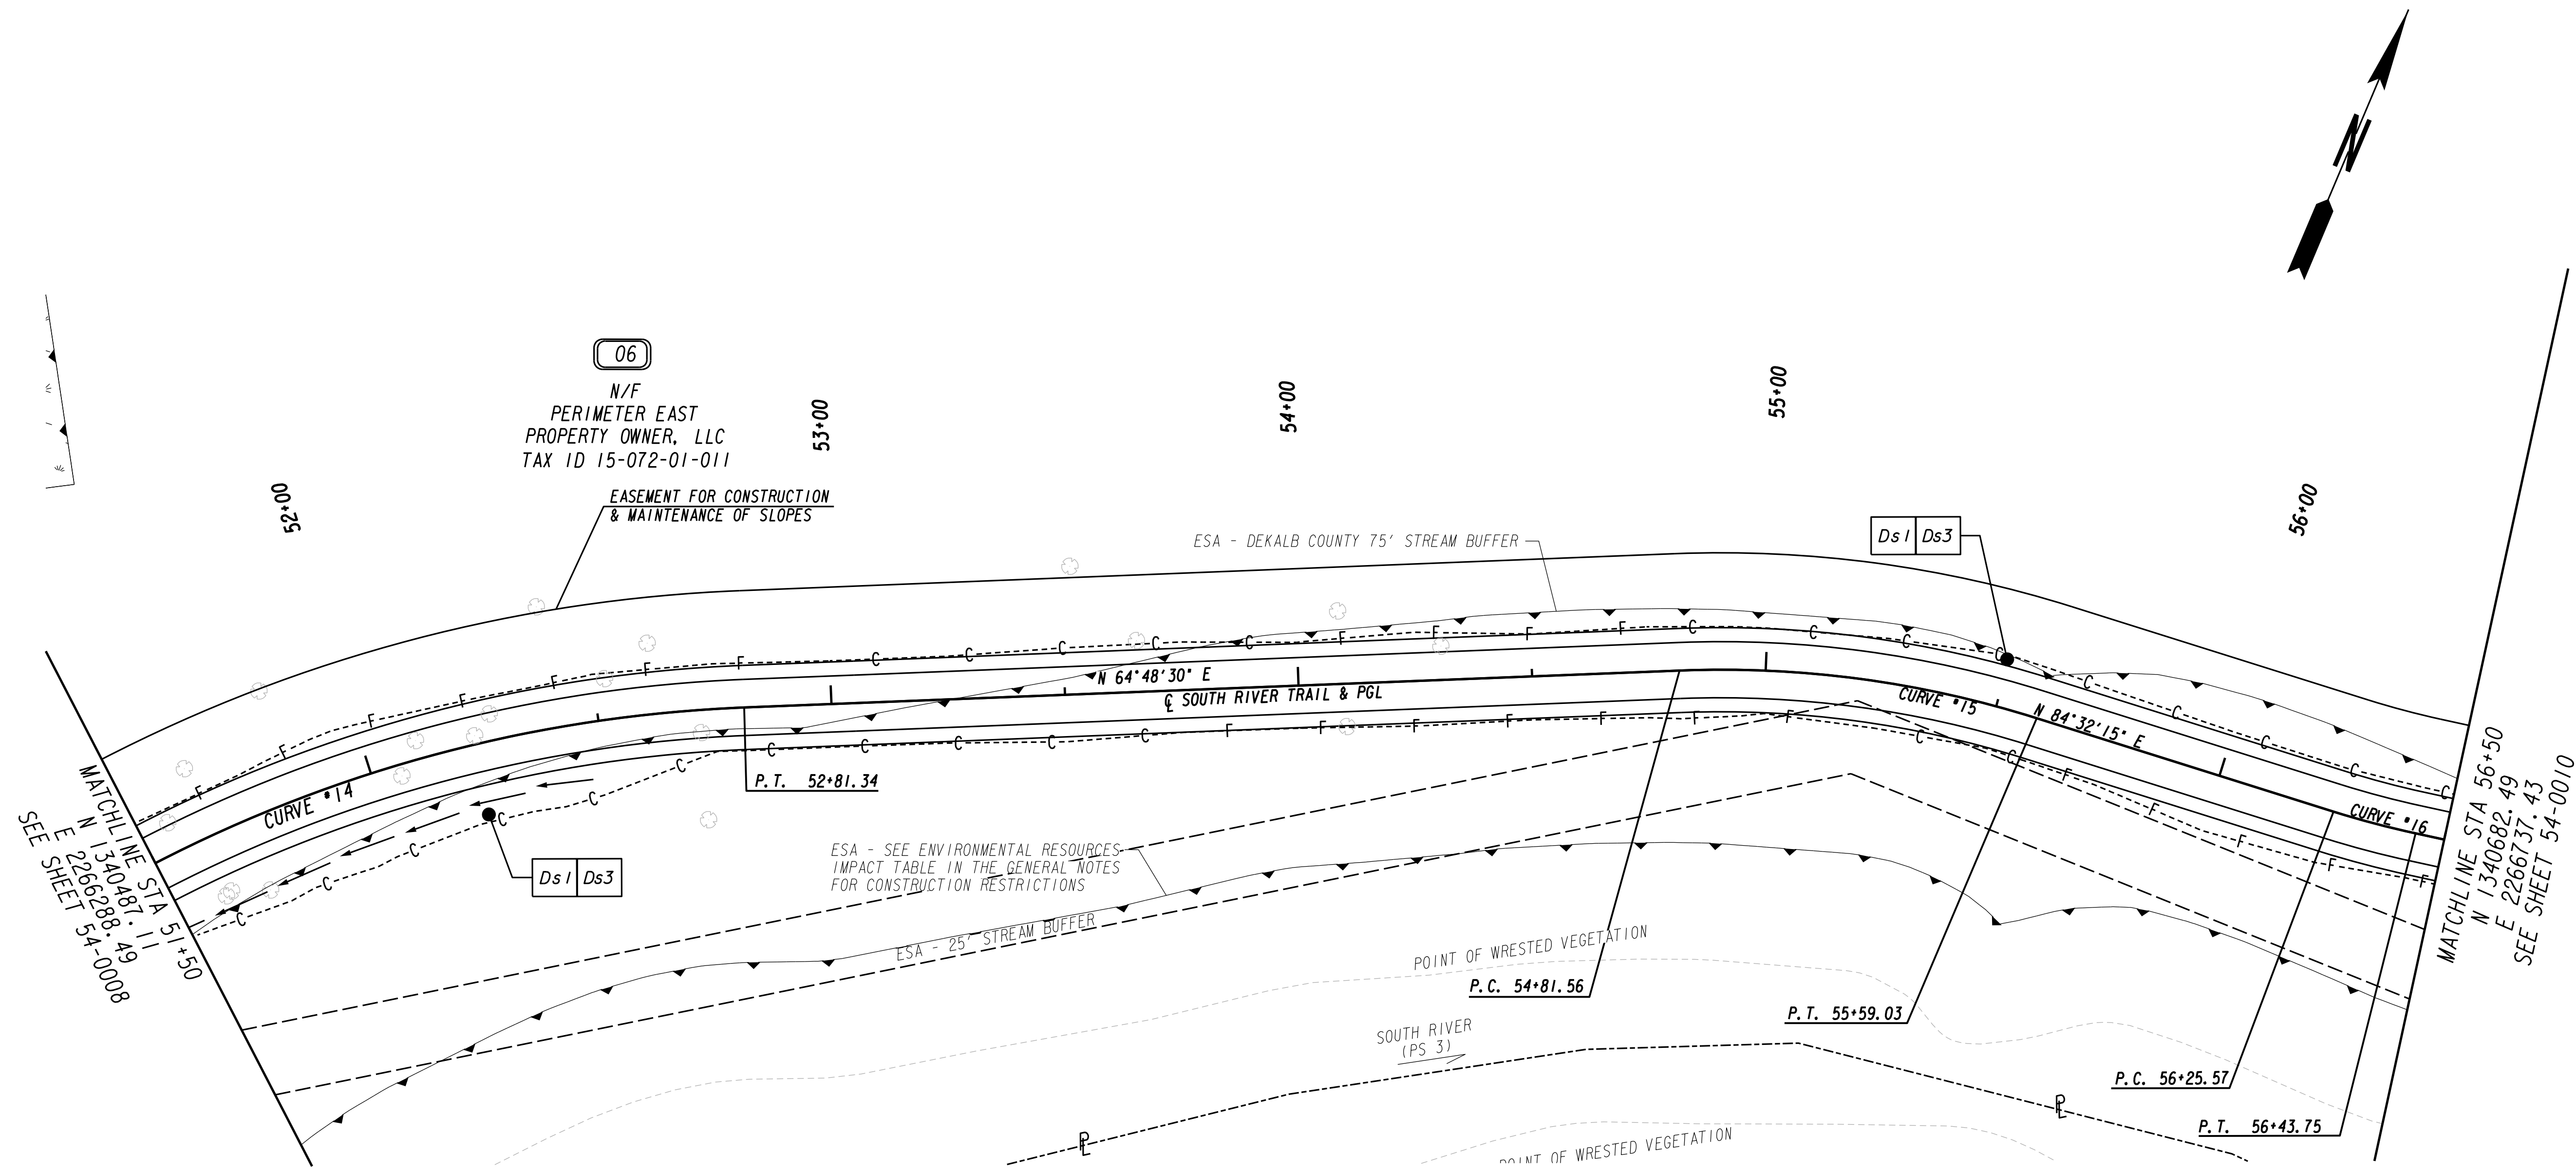 N
06
N/F
PERIMETER EAST
PROPERTY OWNER, LLC
TAX ID 15-072-01-011
EASEMENT FOR CONSTRUCTION
& MAINTENANCE OF SLOPES
52+00
53+00
54+00
55+00
56+00
ESA - DEKALB COUNTY 75' STREAM BUFFER
Ds1 Ds3
N 64°48'30" E
℄ SOUTH RIVER TRAIL & PGL
CURVE #14
CURVE #15
N 84°32'15" E
CURVE #16
P.T. 52+81.34
Ds1 Ds3
ESA - SEE ENVIRONMENTAL RESOURCES
IMPACT TABLE IN THE GENERAL NOTES
FOR CONSTRUCTION RESTRICTIONS
ESA - 25' STREAM BUFFER
POINT OF WRESTED VEGETATION
P.C. 54+81.56
P.T. 55+59.03
SOUTH RIVER
(PS 3)
P.C. 56+25.57
P.T. 56+43.75
POINT OF WRESTED VEGETATION
PL
PL
MATCHLINE STA 51+50
N 1340487.11
E 2266288.49
SEE SHEET 54-0008
MATCHLINE STA 56+50
N 1340682.49
E 2266737.43
SEE SHEET 54-0010